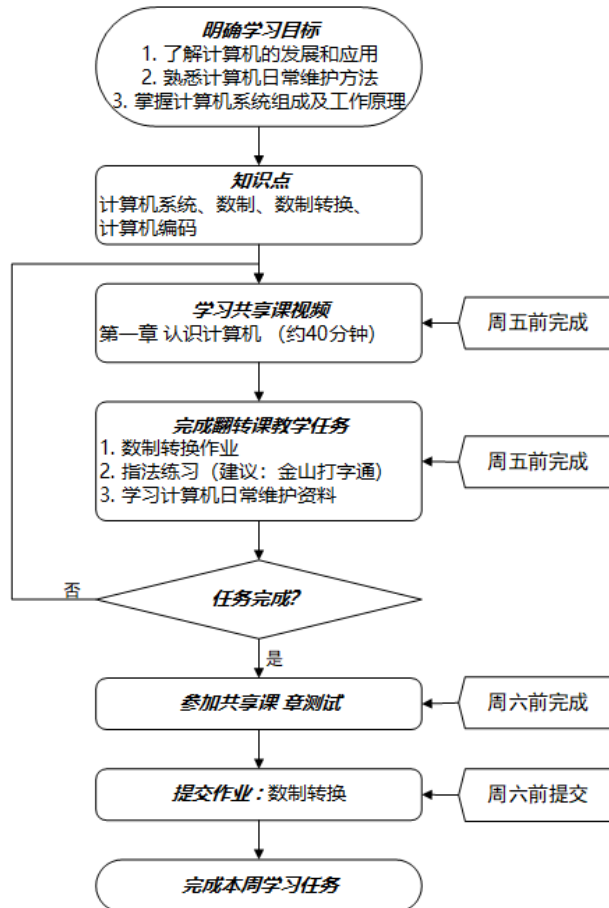 明确学习目标
1. 了解计算机的发展和应用
2. 熟悉计算机日常维护方法
3. 掌握计算机系统组成及工作原理
知识点
计算机系统、数制、数制转换、
计算机编码
学习共享课视频
第一章 认识计算机 （约40分钟）
周五前完成
完成翻转课教学任务
1. 数制转换作业
2. 指法练习（建议：金山打字通）
3. 学习计算机日常维护资料
周五前完成
否
任务完成?
是
参加共享课 章测试
周六前完成
提交作业：数制转换
周六前提交
完成本周学习任务